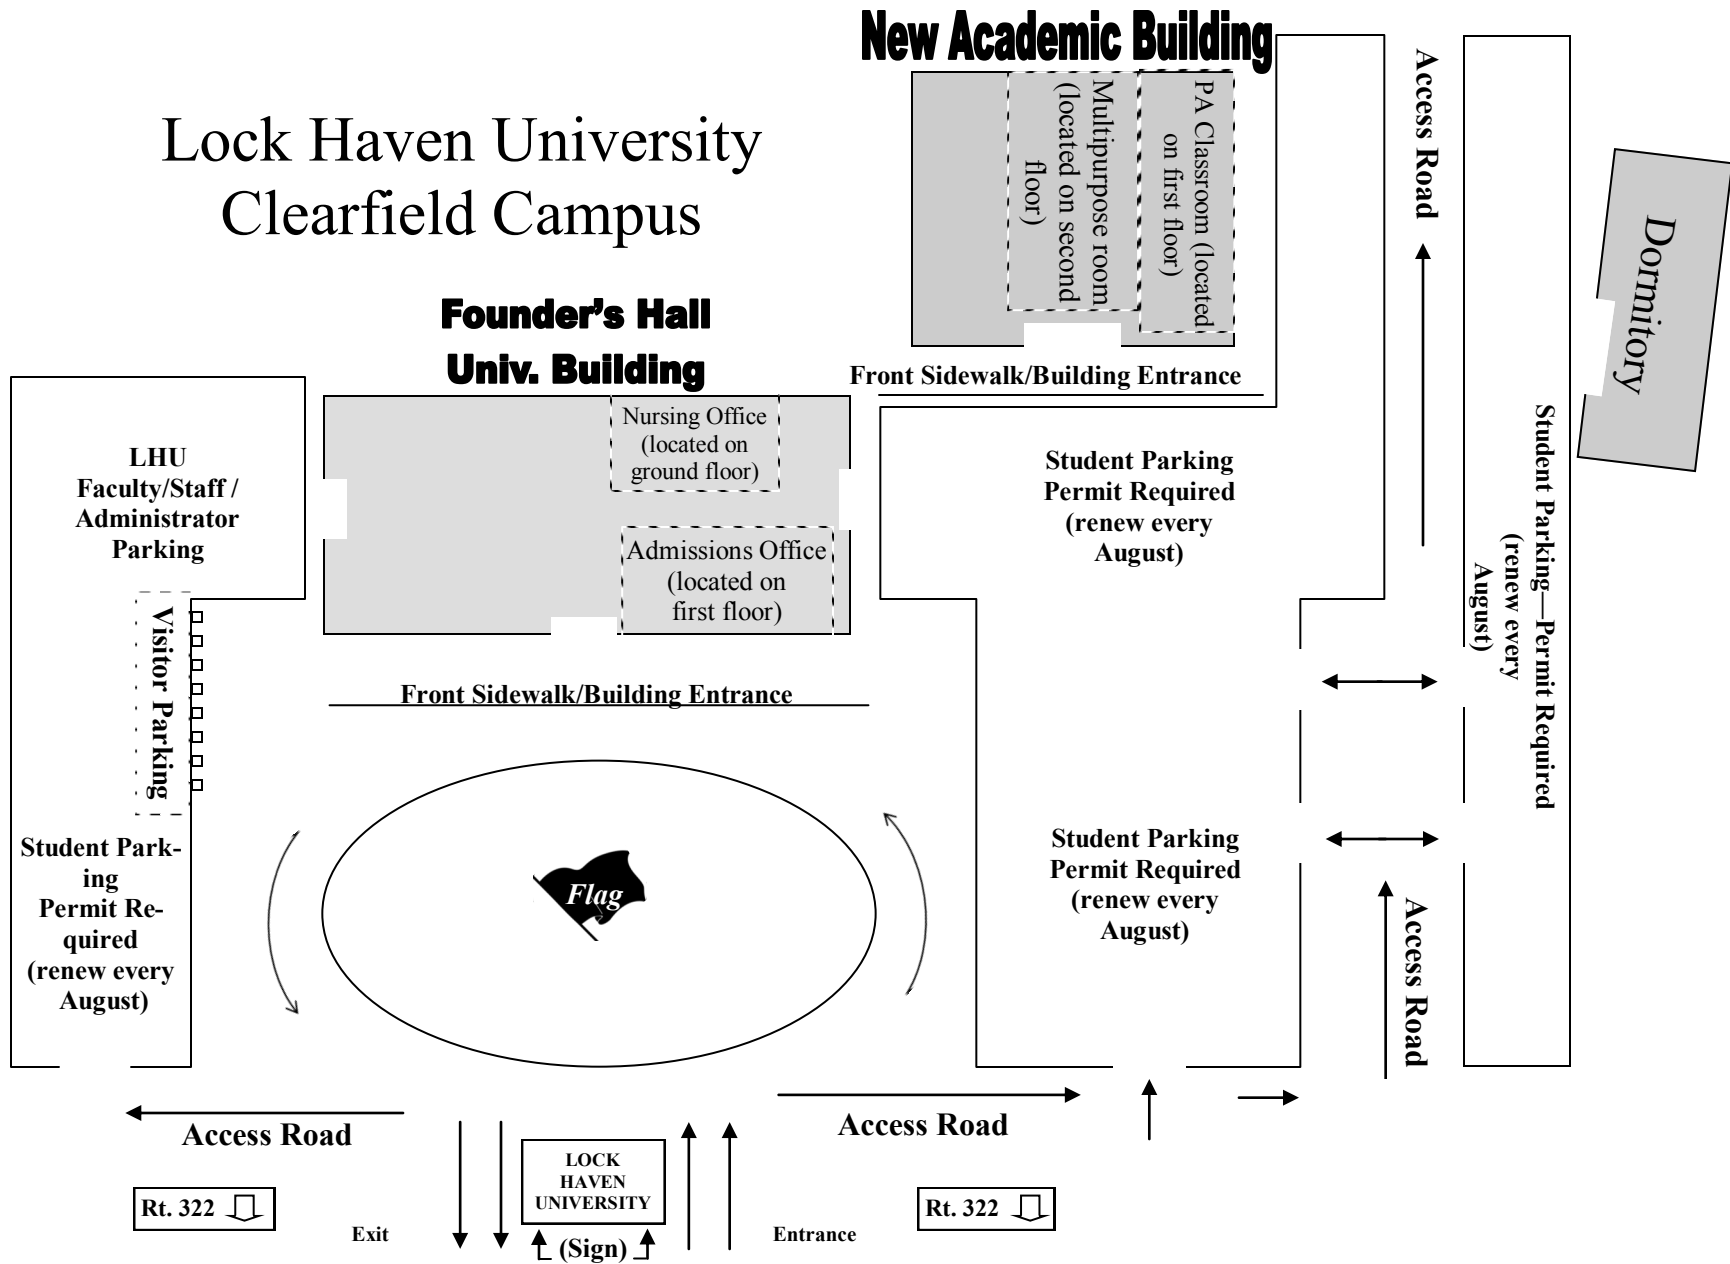 New Academic Building
Lock Haven University
Clearfield Campus
Multipurpose room
(located on second
floor)
PA Classroom (located
on first floor)
Access Road
Dormitory
Founder's Hall
Univ. Building
Front Sidewalk/Building Entrance
LHU
Faculty/Staff /
Administrator
Parking
Nursing Office
(located on
ground floor)
Admissions Office
(located on
first floor)
Student Parking
Permit Required
(renew every
August)
Student Parking—Permit Required
(renew every
August)
Visitor Parking
Front Sidewalk/Building Entrance
Student Park-
ing
Permit Re-
quired
(renew every
August)
Flag
Student Parking
Permit Required
(renew every
August)
Access Road
Access Road
Access Road
LOCK
HAVEN
UNIVERSITY
Rt. 322
Rt. 322
Exit
(Sign)
Entrance